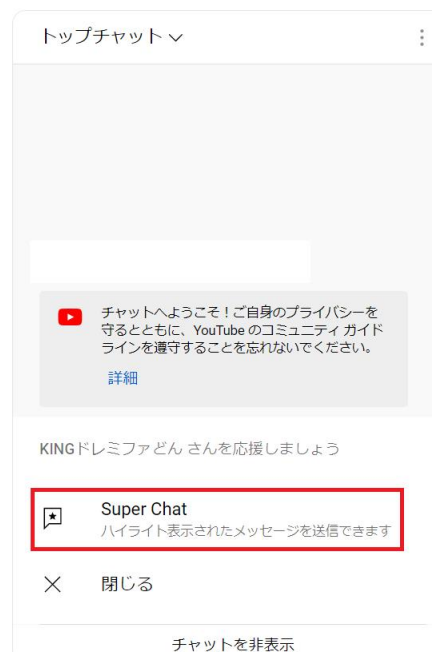 トップチャット
チャットへようこそ！ご自身のプライバシーを
守るとともに、YouTube のコミュニティ ガイド
ラインを遵守することを忘れないでください。
詳細
KINGドレミファどん さんを応援しましょう
Super Chat
ハイライト表示されたメッセージを送信できます
閉じる
チャットを非表示